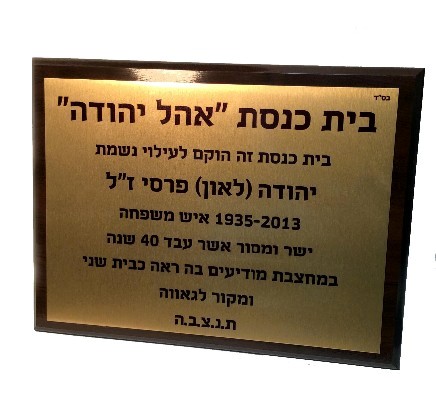 בס"ד
בית כנסת "אהל יהודה"
בית כנסת זה הוקם לעילוי נשמת
יהודה (לאון) פרסי ז"ל
1935-2013 איש משפחה
ישר ומסור אשר עבד 40 שנה
במחצבת מודיעים בה ראה כבית שני
ומקור לגאווה
ת.נ.צ.ב.ה